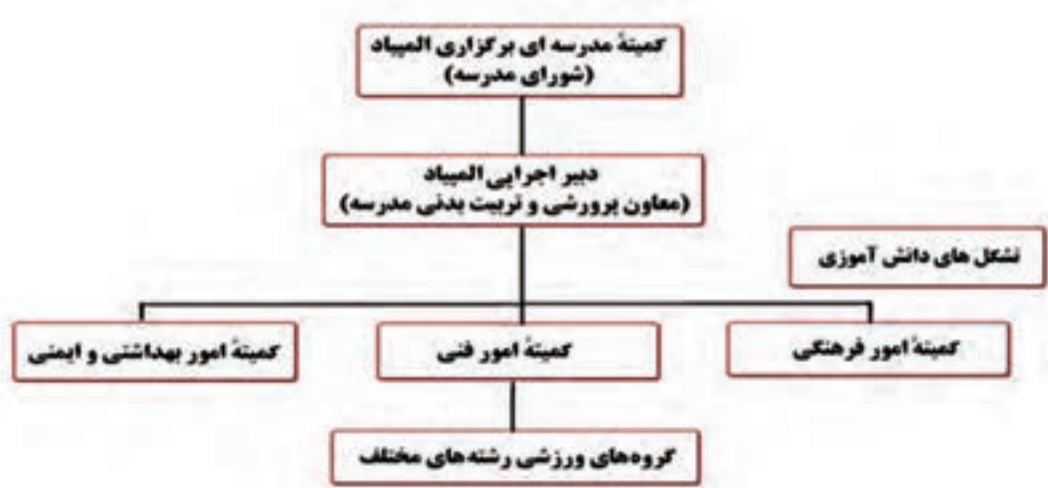 کمیتهٔ مدرسه ای برگزاری المپیاد
(شورای مدرسه)
دبیر اجرایی المپیاد
(معاون پرورشی و تربیت بدنی مدرسه)
تشکل های دانش آموزی
کمیتهٔ امور فرهنگی
کمیتهٔ امور فنی
کمیتهٔ امور بهداشتی و ایمنی
گروه‌های ورزشی رشته‌های مختلف